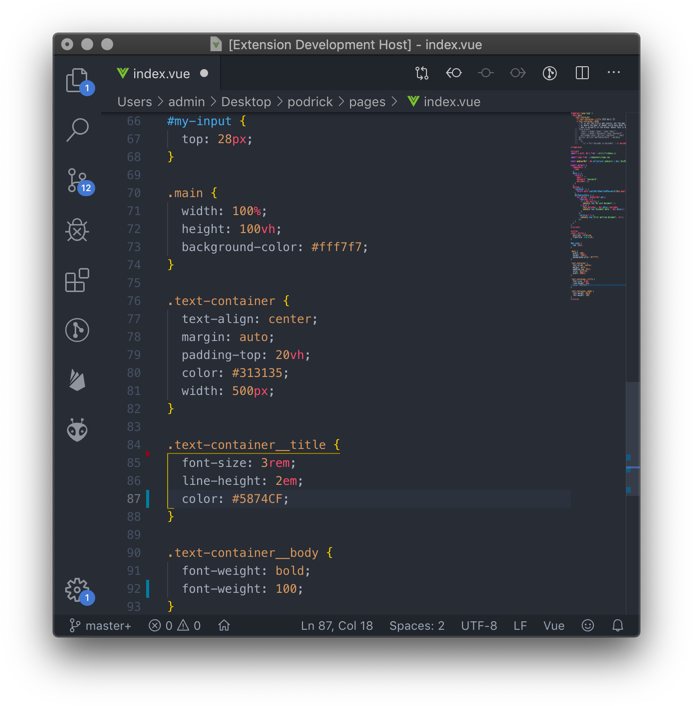 [Extension Development Host] - index.vue
index.vue
Users > admin > Desktop > podrick > pages > index.vue
1
12
1
66 #my-input {
67 top: 28px;
68 }
69
70 .main {
71 width: 100%;
72 height: 100vh;
73 background-color: #fff7f7;
74 }
75
76 .text-container {
77 text-align: center;
78 margin: auto;
79 padding-top: 20vh;
80 color: #313135;
81 width: 500px;
82 }
83
84 .text-container__title {
85 font-size: 3rem;
86 line-height: 2em;
87 color: #5874CF;
88 }
89
90 .text-container__body {
91 font-weight: bold;
92 font-weight: 100;
93 }
master+ 0 0 Ln 87, Col 18 Spaces: 2 UTF-8 LF Vue